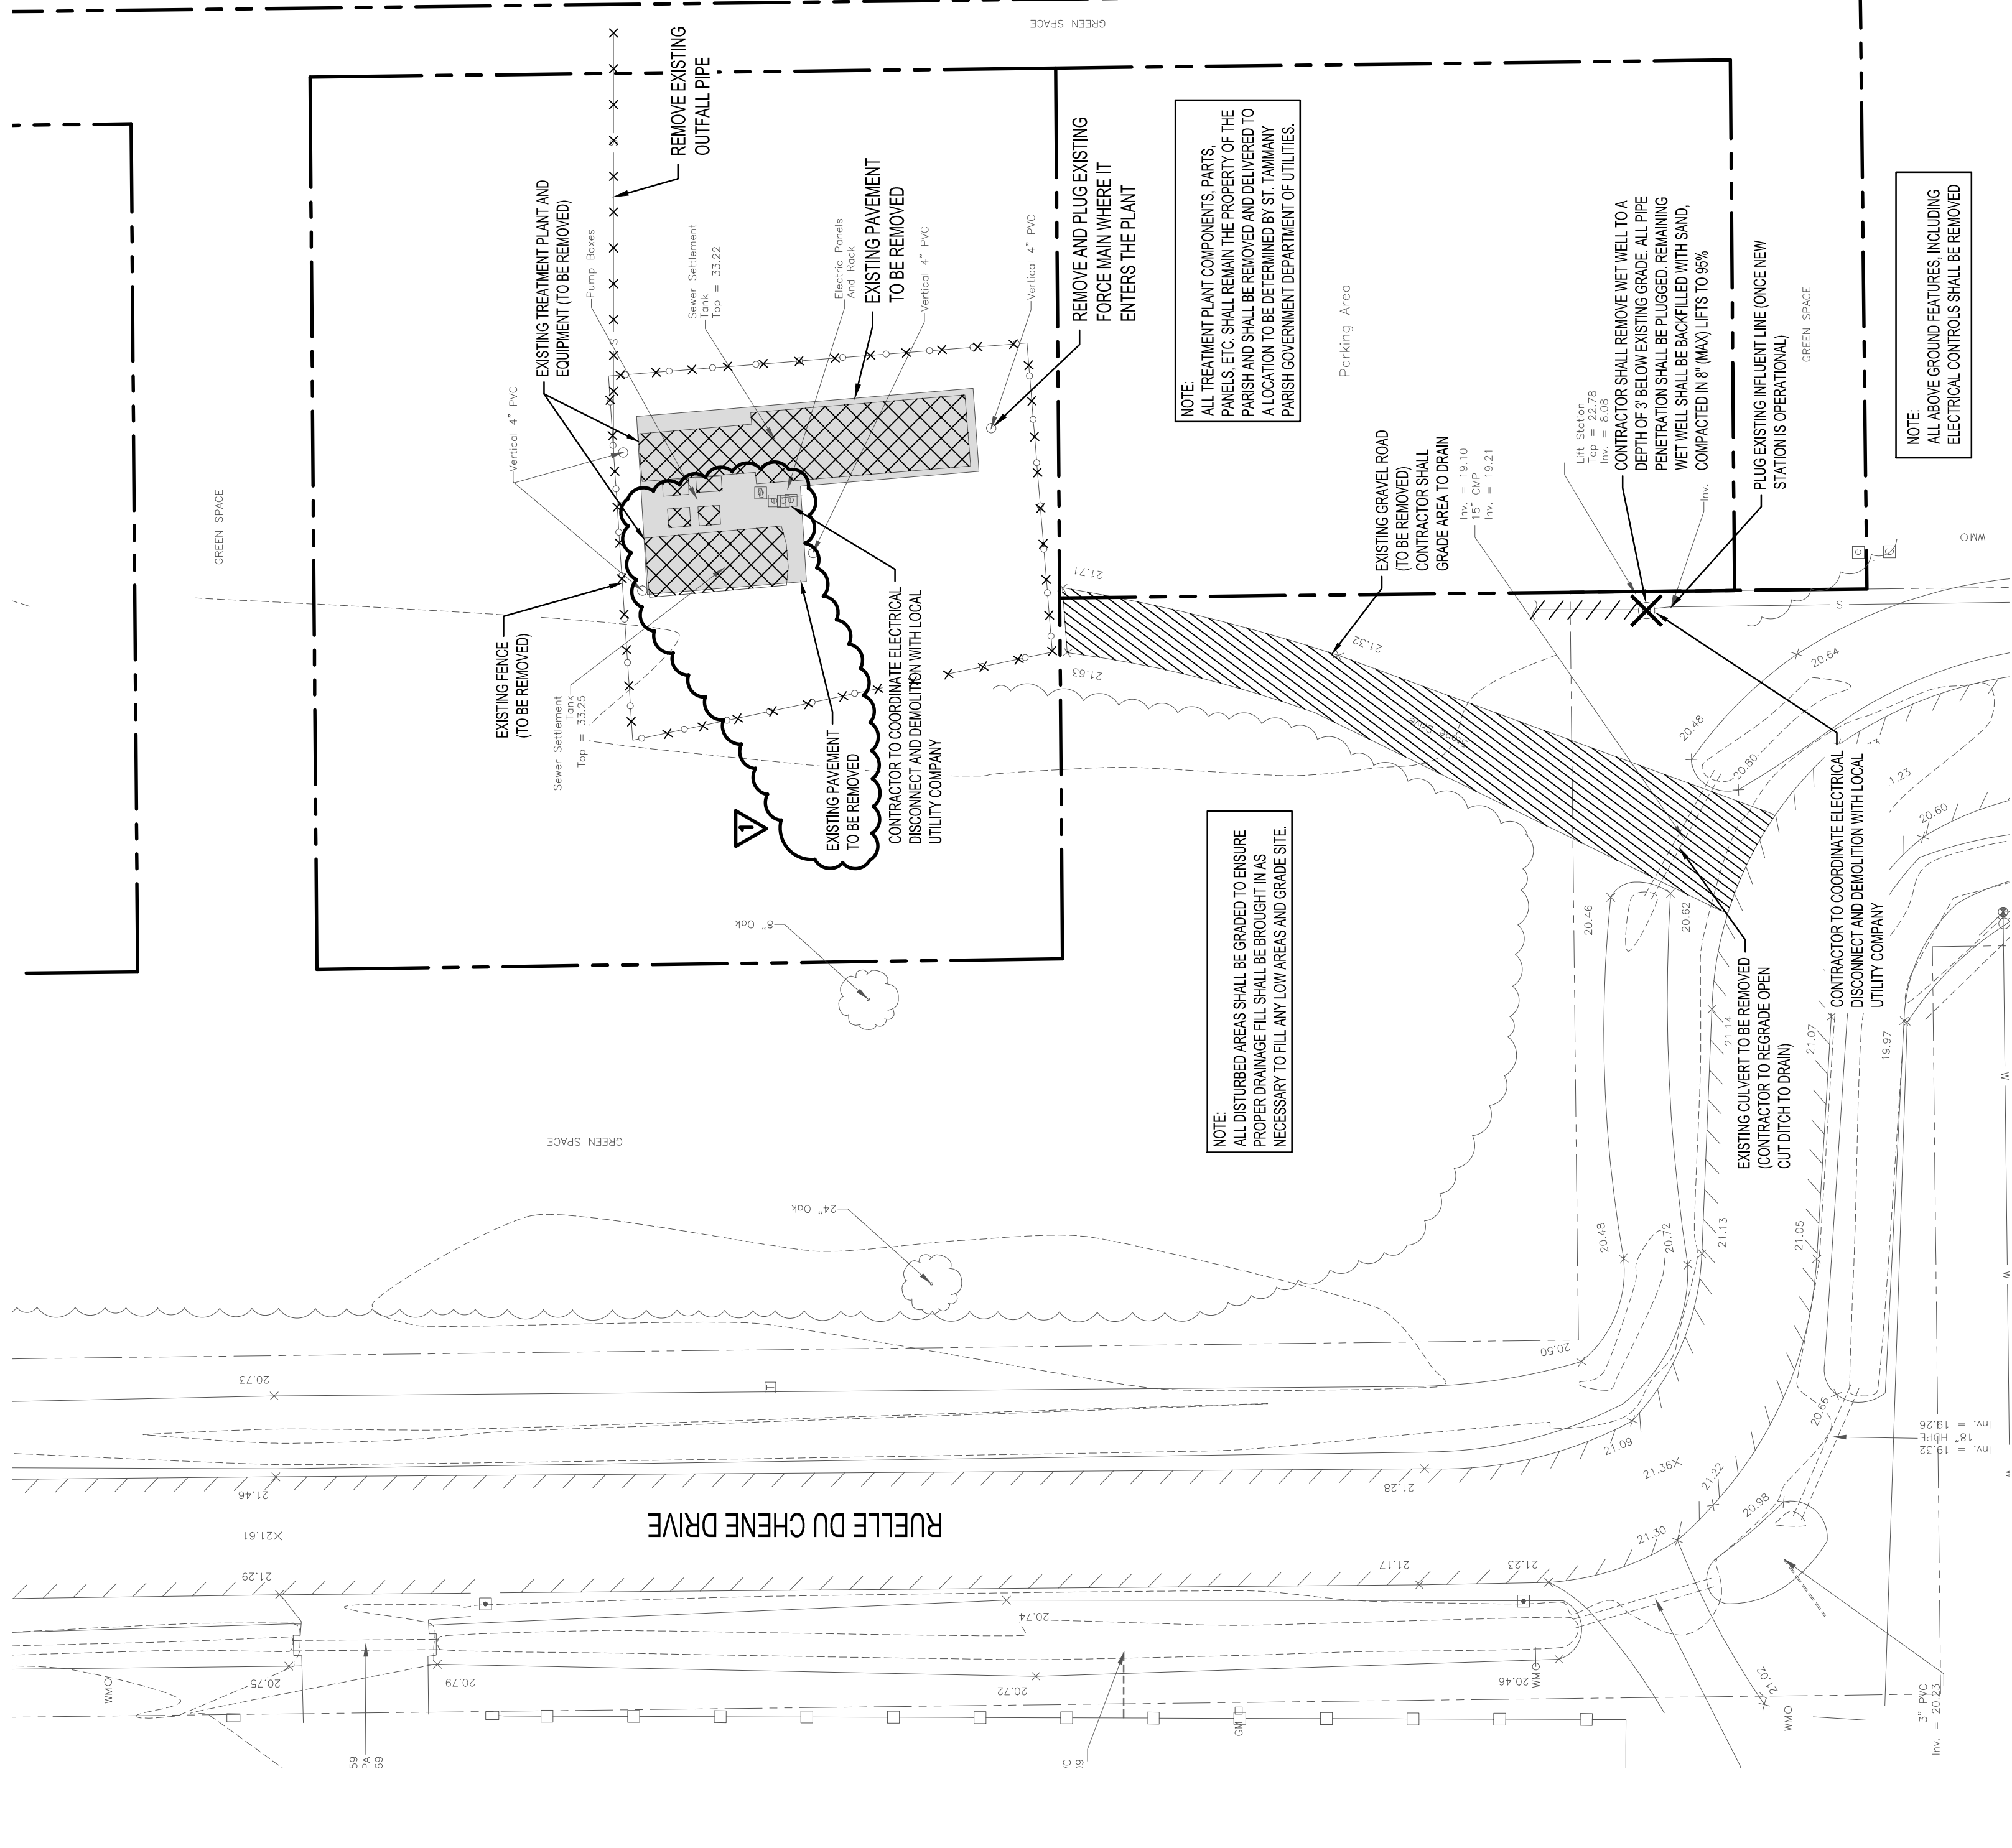 GREEN SPACE
REMOVE EXISTING
OUTFALL PIPE
EXISTING TREATMENT PLANT AND
EQUIPMENT (TO BE REMOVED)
Pump Boxes
Vertical 4" PVC
Sewer Settlement
Tank
Top = 33.22
Electric Panels
And Rack
EXISTING PAVEMENT
TO BE REMOVED
Vertical 4" PVC
Vertical 4" PVC
REMOVE AND PLUG EXISTING
FORCE MAIN WHERE IT
ENTERS THE PLANT
NOTE:
ALL TREATMENT PLANT COMPONENTS, PARTS,
PANELS, ETC. SHALL REMAIN THE PROPERTY OF THE
PARISH AND SHALL BE REMOVED AND DELIVERED TO
A LOCATION TO BE DETERMINED BY ST. TAMMANY
PARISH GOVERNMENT DEPARTMENT OF UTILITIES.
Parking Area
EXISTING GRAVEL ROAD
(TO BE REMOVED)
CONTRACTOR SHALL
GRADE AREA TO DRAIN
Inv. = 19.10
15" CMP
Inv. = 19.21
Lift Station
Top = 22.78
Inv. = 8.08
CONTRACTOR SHALL REMOVE WET WELL TO A
DEPTH OF 3' BELOW EXISTING GRADE. ALL PIPE
PENETRATION SHALL BE PLUGGED. REMAINING
WET WELL SHALL BE BACKFILLED WITH SAND,
COMPACTED IN 8" (MAX) LIFTS TO 95%
Inv.
PLUG EXISTING INFLUENT LINE (ONCE NEW
STATION IS OPERATIONAL)
GREEN SPACE
NOTE:
ALL ABOVE GROUND FEATURES, INCLUDING
ELECTRICAL CONTROLS SHALL BE REMOVED
GREEN SPACE
EXISTING FENCE
(TO BE REMOVED)
Sewer Settlement
Tank
Top = 33.25
1
EXISTING PAVEMENT
TO BE REMOVED
CONTRACTOR TO COORDINATE ELECTRICAL
DISCONNECT AND DEMOLITION WITH LOCAL
UTILITY COMPANY
S
e
21.71
21.63
21.32
Stone Drive
S
e
C
WMO
20.64
20.48
20.80
1.23
20.60
8" Oak
NOTE:
ALL DISTURBED AREAS SHALL BE GRADED TO ENSURE
PROPER DRAINAGE FILL SHALL BE BROUGHT IN AS
NECESSARY TO FILL ANY LOW AREAS AND GRADE SITE.
20.46
20.62
21.14
EXISTING CULVERT TO BE REMOVED
(CONTRACTOR TO REGRADE OPEN
CUT DITCH TO DRAIN)
CONTRACTOR TO COORDINATE ELECTRICAL
DISCONNECT AND DEMOLITION WITH LOCAL
UTILITY COMPANY
21.07
19.97
W
GREEN SPACE
24" Oak
20.48
20.72
21.13
21.05
W
20.73
T
20.50
20.66
Inv. = 19.26
18" HDPE
Inv. = 19.32
21.46
21.28
21.09
21.36
21.22
20.98
RUELLE DU CHENE DRIVE
21.61
21.29
21.17
21.23
21.30
20.74
20.75
20.79
20.72
20.46
WMO
WMO
GM
21.02
WMO
3" PVC
Inv. = 20.23
59
69